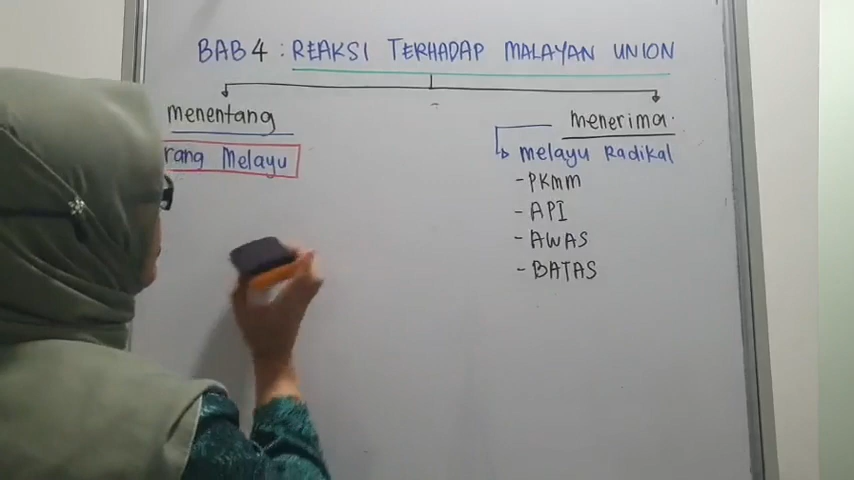 BAB 4 : REAKSI TERHADAP MALAYAN UNION
menentang
rang Melayu
menerima
melayu Radikal
- PKMM
- API
- AWAS
- BATAS